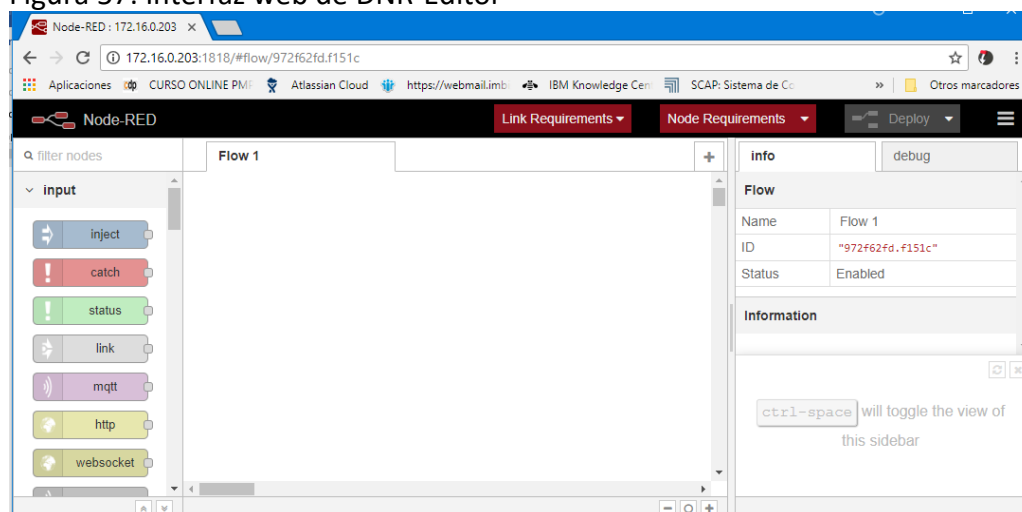 Figura 37. Interfaz web de DNR-Editor
Node-RED : 172.16.0.203
172.16.0.203:1818/#flow/972f62fd.f151c
Aplicaciones CURSO ONLINE PMP Atlassian Cloud https://webmail.imb IBM Knowledge Cen SCAP: Sistema de Co » Otros marcadores
Node-RED Link Requirements Node Requirements Deploy
filter nodes Flow 1 + info debug
input
inject
catch
status
link
mqtt
http
websocket
Flow
Name Flow 1
ID "972f62fd.f151c"
Status Enabled
Information
ctrl-space will toggle the view of
this sidebar